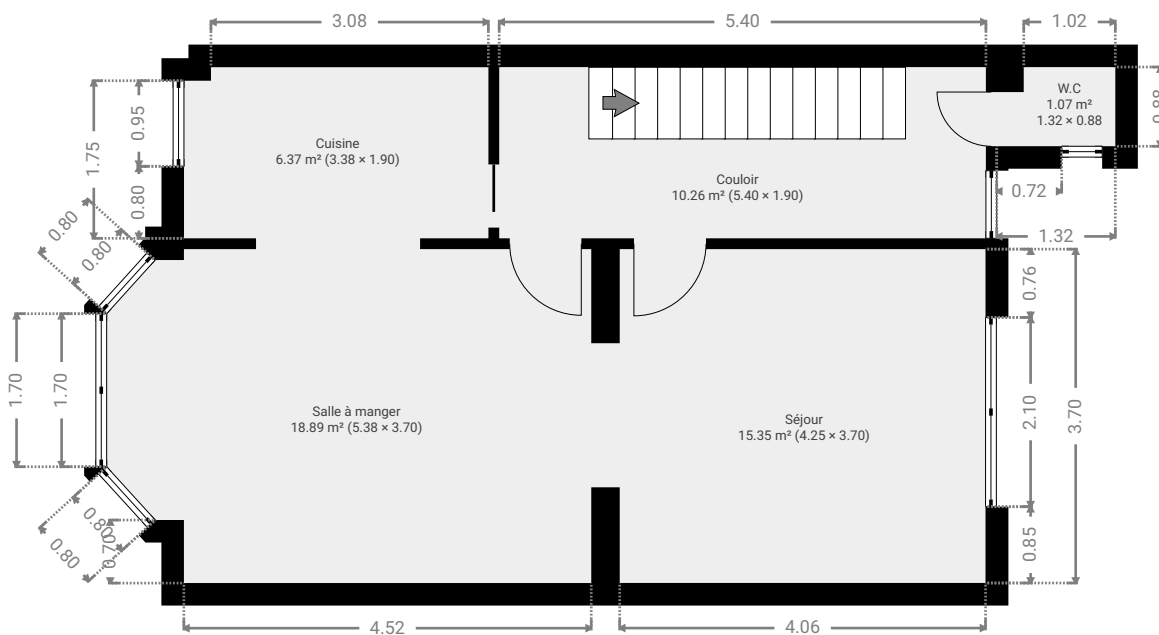 3.08
5.40
1.02
W.C
1.07 m²
1.32 × 0.88
0.88
0.95
1.75
0.80
Cuisine
6.37 m² (3.38 × 1.90)
Couloir
10.26 m² (5.40 × 1.90)
0.72
1.32
0.80
0.80
0.76
1.70
1.70
Salle à manger
18.89 m² (5.38 × 3.70)
Séjour
15.35 m² (4.25 × 3.70)
2.10
3.70
0.80
0.80
0.70
0.85
4.52
4.06